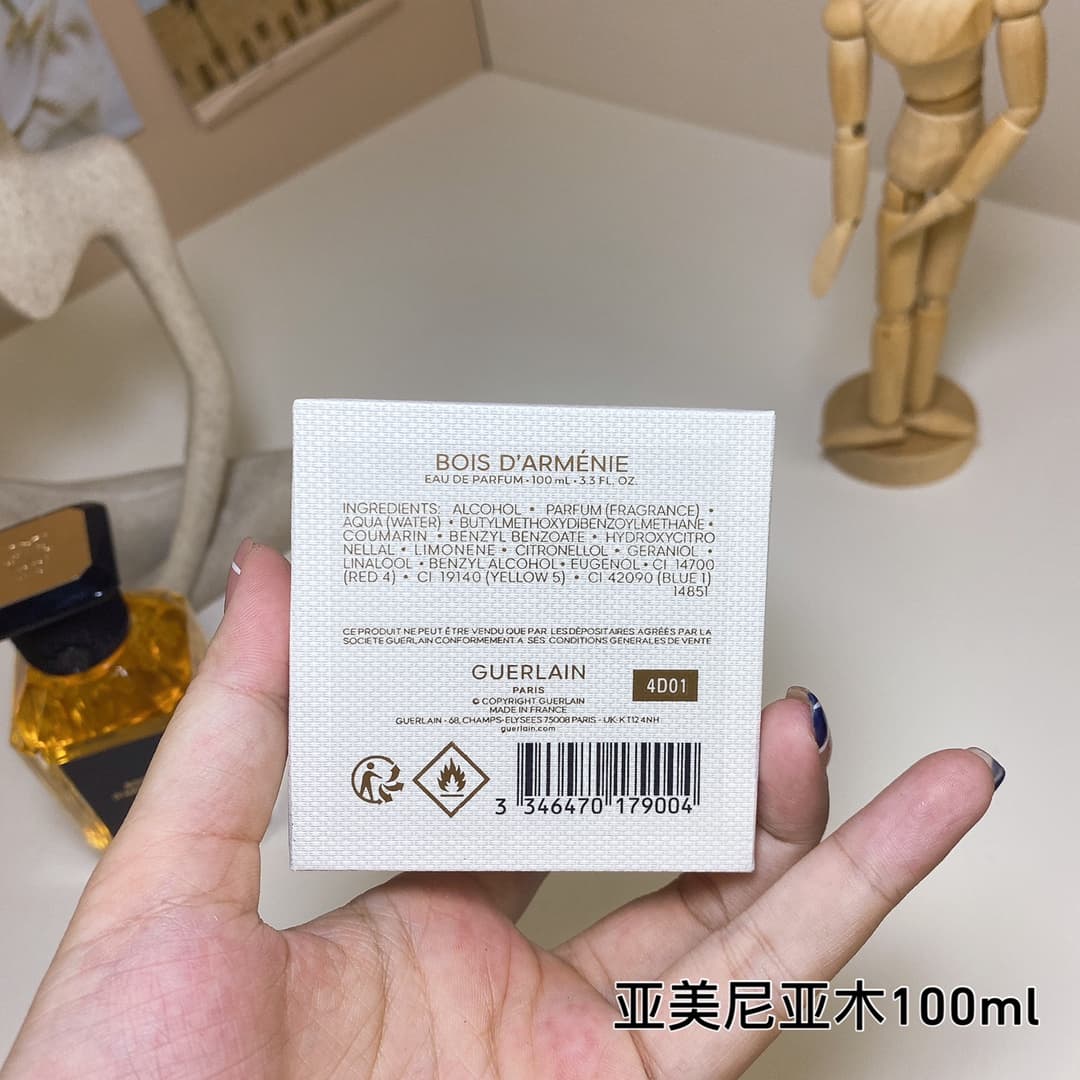 BOIS D'ARMÉNIE
EAU DE PARFUM • 100 mL • 3.3 FL. OZ.
INGREDIENTS: ALCOHOL • PARFUM (FRAGRANCE) •
AQUA (WATER) • BUTYLMETHOXYDIBENZOYLMETHANE •
COUMARIN • BENZYL BENZOATE • HYDROXYCITRO
NELLAL • LIMONENE • CITRONELLOL • GERANIOL •
LINALOOL • BENZYL ALCOHOL • EUGENOL • CI 14700
(RED 4) • CI 19140 (YELLOW 5) • CI 42090 (BLUE 1)
14851
CE PRODUIT NE PEUT ÊTRE VENDU QUE PAR LES DÉPOSITAIRES AGRÉÉS PAR LA
SOCIETE GUERLAIN CONFORMEMENT A SES CONDITIONS GENERALES DE VENTE
GUERLAIN
PARIS
4D01
© COPYRIGHT GUERLAIN
MADE IN FRANCE
GUERLAIN - 68, CHAMPS-ELYSEES 75008 PARIS - UK: KT12 4NH
guerlain.com
3 346470 179004
亚美尼亚木100ml